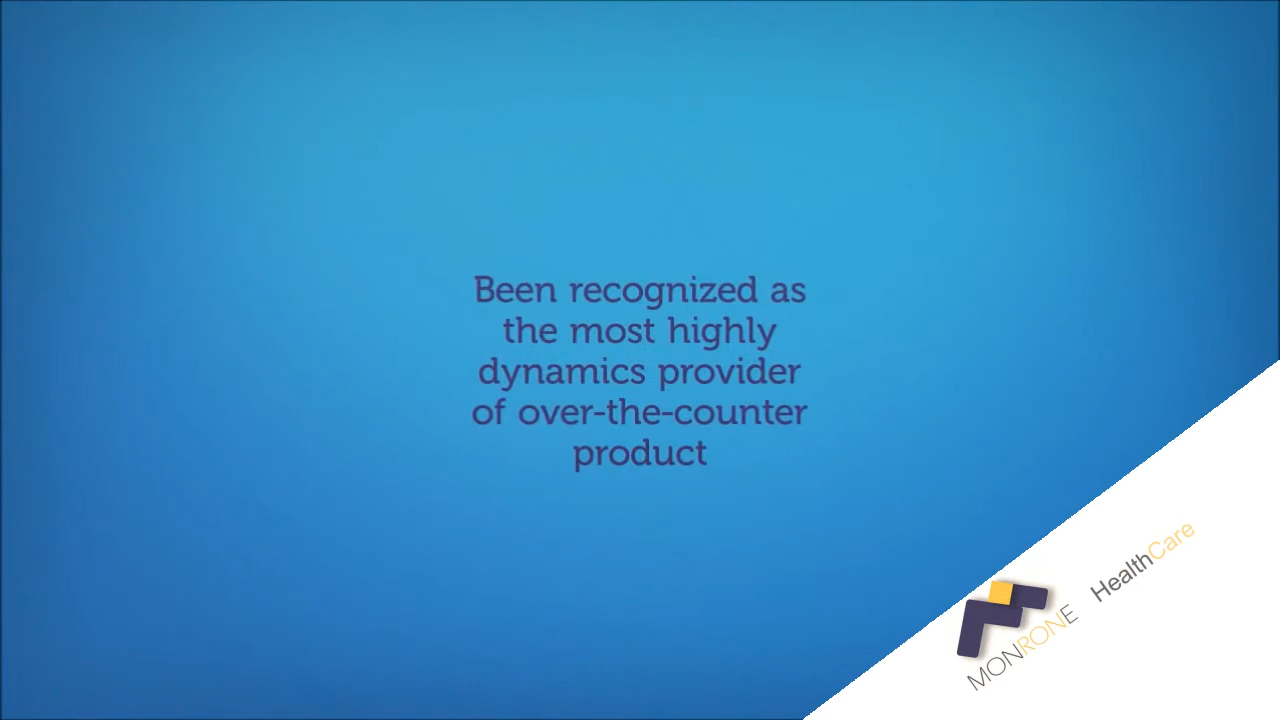 Been recognized as
the most highly
dynamics provider
of over-the-counter
product
MONRONE HealthCare